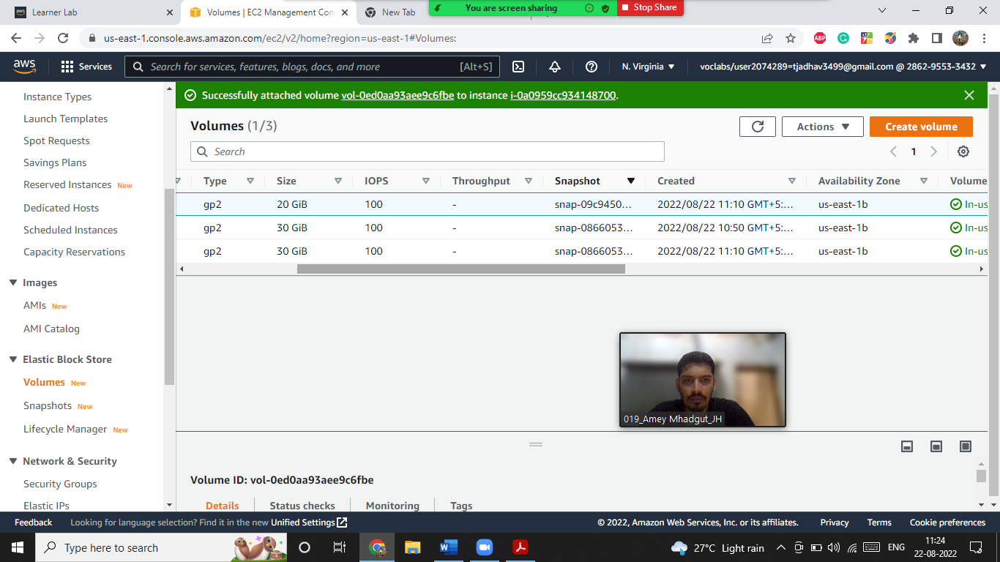 Learner Lab
Volumes | EC2 Management Con
New Tab
You are screen sharing
Stop Share
us-east-1.console.aws.amazon.com/ec2/v2/home?region=us-east-1#Volumes:
ABP
aws
Services
Search for services, features, blogs, docs, and more
[Alt+S]
N. Virginia
voclabs/user2074289=tjadhav3499@gmail.com @ 2862-9553-3432
Instance Types
Launch Templates
Spot Requests
Savings Plans
Reserved Instances New
Dedicated Hosts
Scheduled Instances
Capacity Reservations
Images
AMIs New
AMI Catalog
Elastic Block Store
Volumes New
Snapshots New
Lifecycle Manager New
Network & Security
Security Groups
Elastic IPs
Successfully attached volume vol-0ed0aa93aee9c6fbe to instance i-0a0959cc934148700.
Volumes (1/3)
Actions
Create volume
Search
1
Type Size IOPS Throughput Snapshot Created Availability Zone Volume
gp2 20 GiB 100 - snap-09c9450... 2022/08/22 11:10 GMT+5:... us-east-1b In-us
gp2 30 GiB 100 - snap-0866053... 2022/08/22 10:50 GMT+5:... us-east-1b In-us
gp2 30 GiB 100 - snap-0866053... 2022/08/22 11:10 GMT+5:... us-east-1b In-us
019_Amey Mhadgut_JH
Volume ID: vol-0ed0aa93aee9c6fbe
Details Status checks Monitoring Tags
Feedback
Looking for language selection? Find it in the new Unified Settings
© 2022, Amazon Web Services, Inc. or its affiliates.
Privacy
Terms
Cookie preferences
Type here to search
27°C Light rain
ENG
11:24
22-08-2022